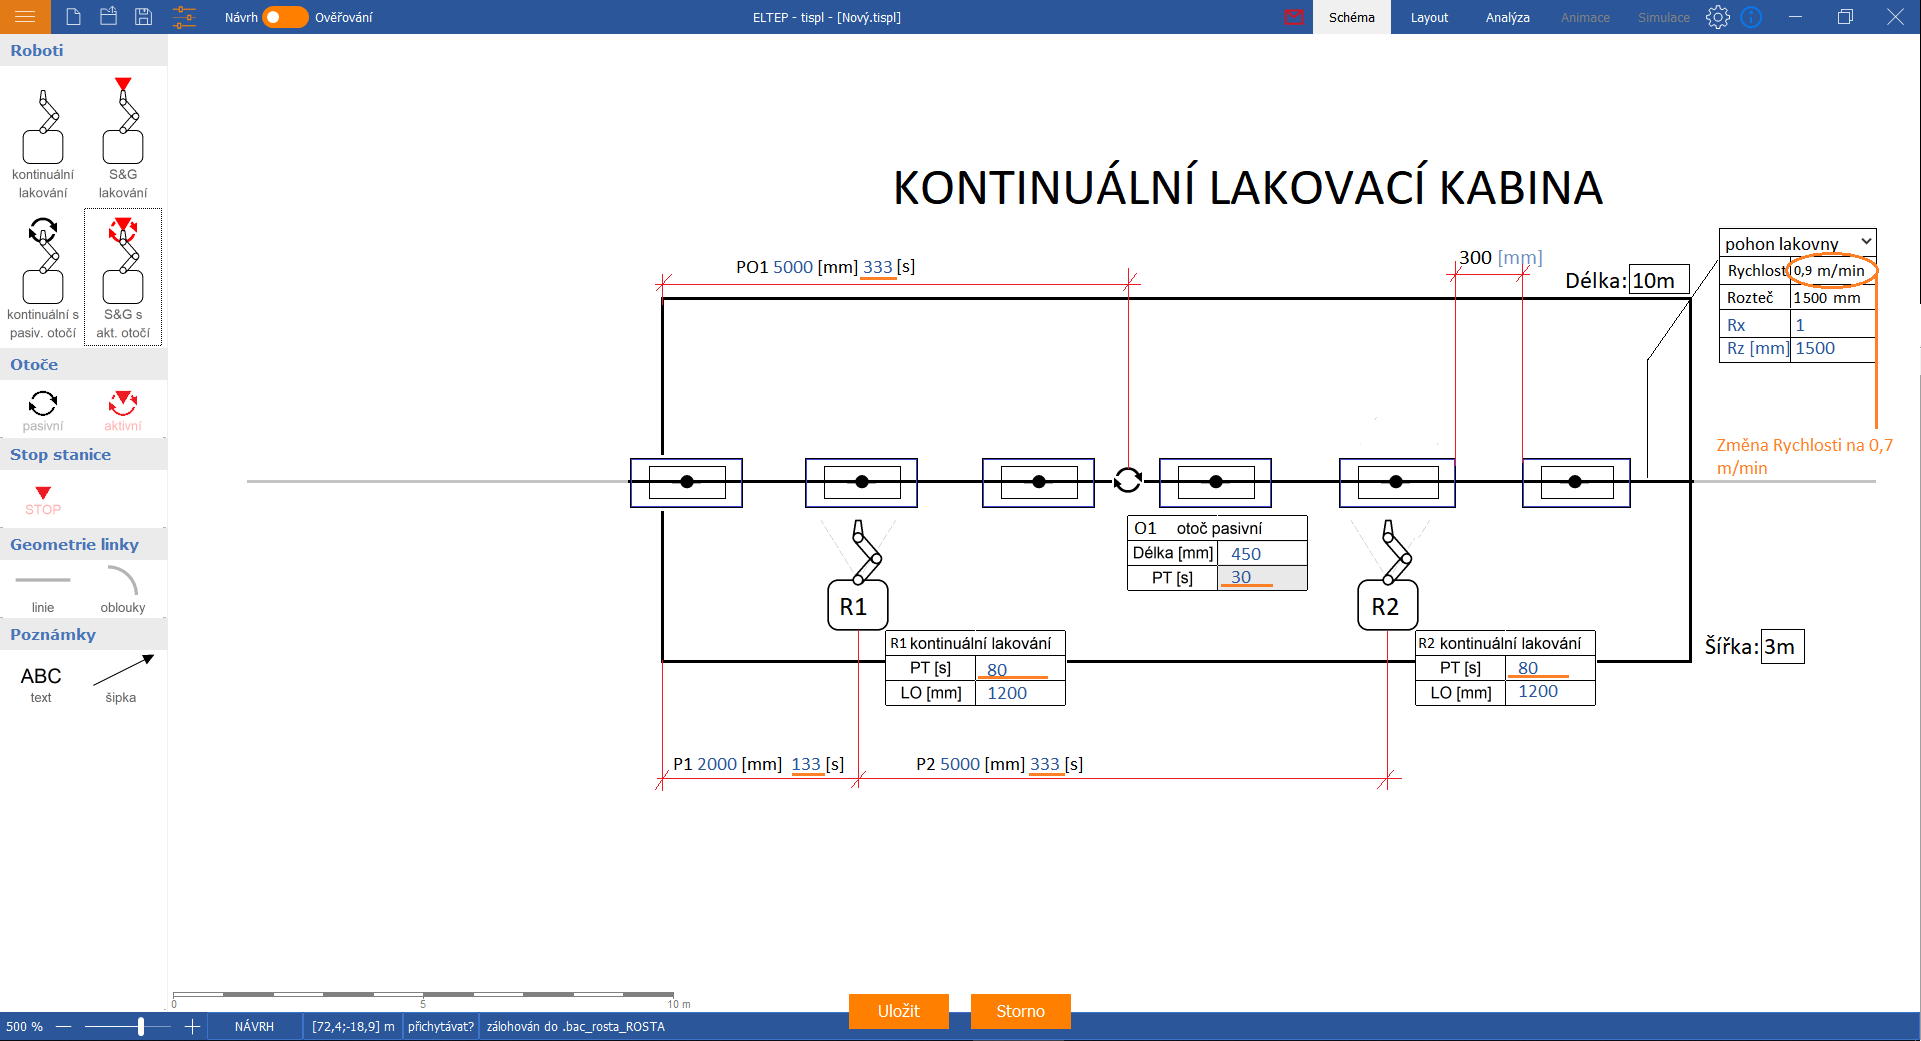 Návrh Ověřování
ELTEP - tispl - [Nový.tispl]
Schéma Layout Analýza Animace Simulace
Roboti
kontinuální lakování
S&G lakování
kontinuální s pasiv. otočí
S&G s akt. otočí
Otoče
pasivní aktivní
Stop stanice
STOP
Geometrie linky
linie oblouky
Poznámky
ABC
text šipka
KONTINUÁLNÍ LAKOVACÍ KABINA
PO1 5000 [mm] 333 [s]
300 [mm]
Délka: 10m
pohon lakovny
Rychlost 0,9 m/min
Rozteč 1500 mm
Rx 1
Rz [mm] 1500
Změna Rychlosti na 0,7
m/min
O1 otoč pasivní
Délka [mm] 450
PT [s] 30
R1
R2
R1 kontinuální lakování
PT [s] 80
LO [mm] 1200
R2 kontinuální lakování
PT [s] 80
LO [mm] 1200
Šířka: 3m
P1 2000 [mm] 133 [s]
P2 5000 [mm] 333 [s]
0 5 10 m
Uložit Storno
500 % NÁVRH [72,4;-18,9] m přichytávat? zálohován do .bac_rosta_ROSTA